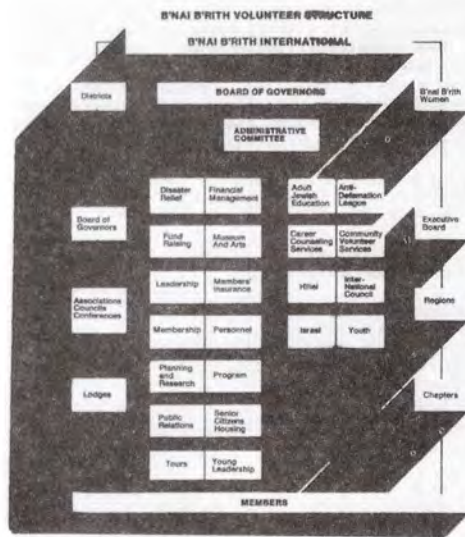 B'NAI B'RITH VOLUNTEER STRUCTURE
B'NAI B'RITH INTERNATIONAL
Districts
BOARD OF GOVERNORS
B'nai B'rith
Women
ADMINISTRATIVE
COMMITTEE
Disaster
Relief
Financial
Management
Adult
Jewish
Education
Anti-
Defamation
League
Board of
Governors
Fund
Raising
Museum
And Arts
Career
Counseling
Services
Community
Volunteer
Services
Executive
Board
Associations
Councils
Conferences
Leadership
Members'
Insurance
Hillel
Inter-
National
Council
Regions
Membership
Personnel
Israel
Youth
Planning
and
Research
Program
Lodges
Chapters
Public
Relations
Senior
Citizens
Housing
Tours
Young
Leadership
MEMBERS